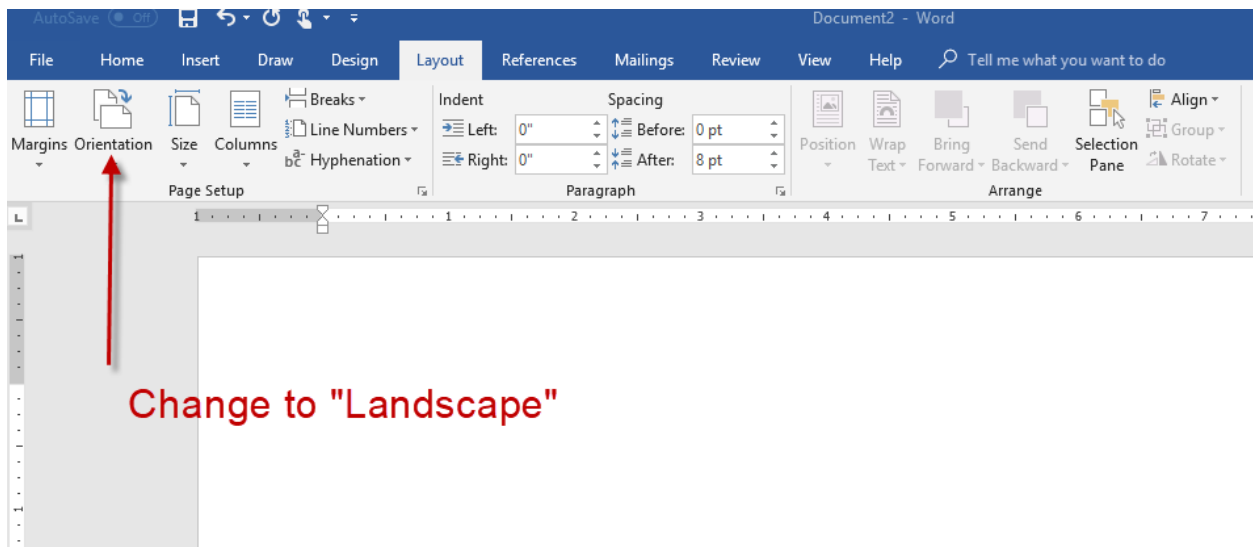 AutoSave Off Document2 - Word
File Home Insert Draw Design Layout References Mailings Review View Help Tell me what you want to do
Margins Orientation Size Columns Breaks Line Numbers Hyphenation
Page Setup
Indent Spacing
Left: 0" Before: 0 pt
Right: 0" After: 8 pt
Paragraph
Position Wrap Text Bring Forward Send Backward Selection Pane Align Group Rotate
Arrange
L
1 1 2 3 4 5 6 7
1
1
Change to "Landscape"